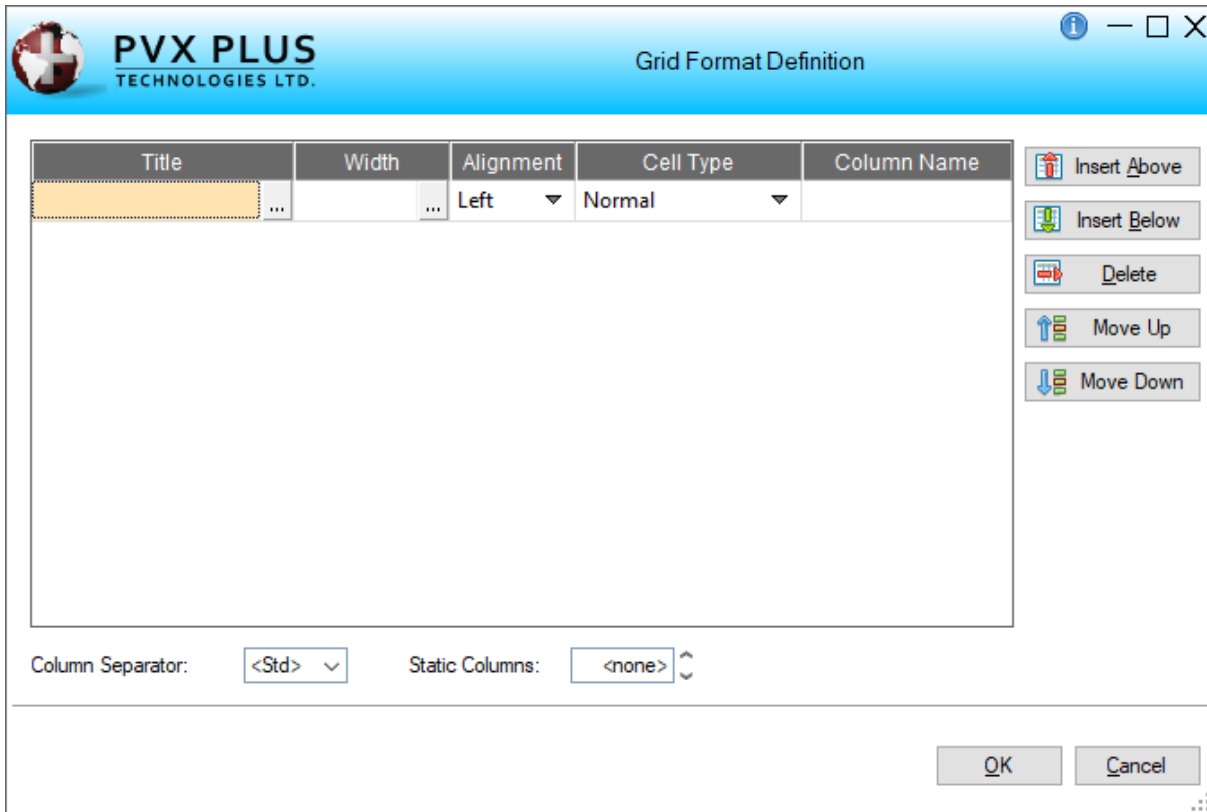 PVX PLUS
TECHNOLOGIES LTD.
Grid Format Definition
Title Width Alignment Cell Type Column Name
... ... Left Normal
Insert Above
Insert Below
Delete
Move Up
Move Down
Column Separator: <Std> Static Columns: <none>
OK Cancel